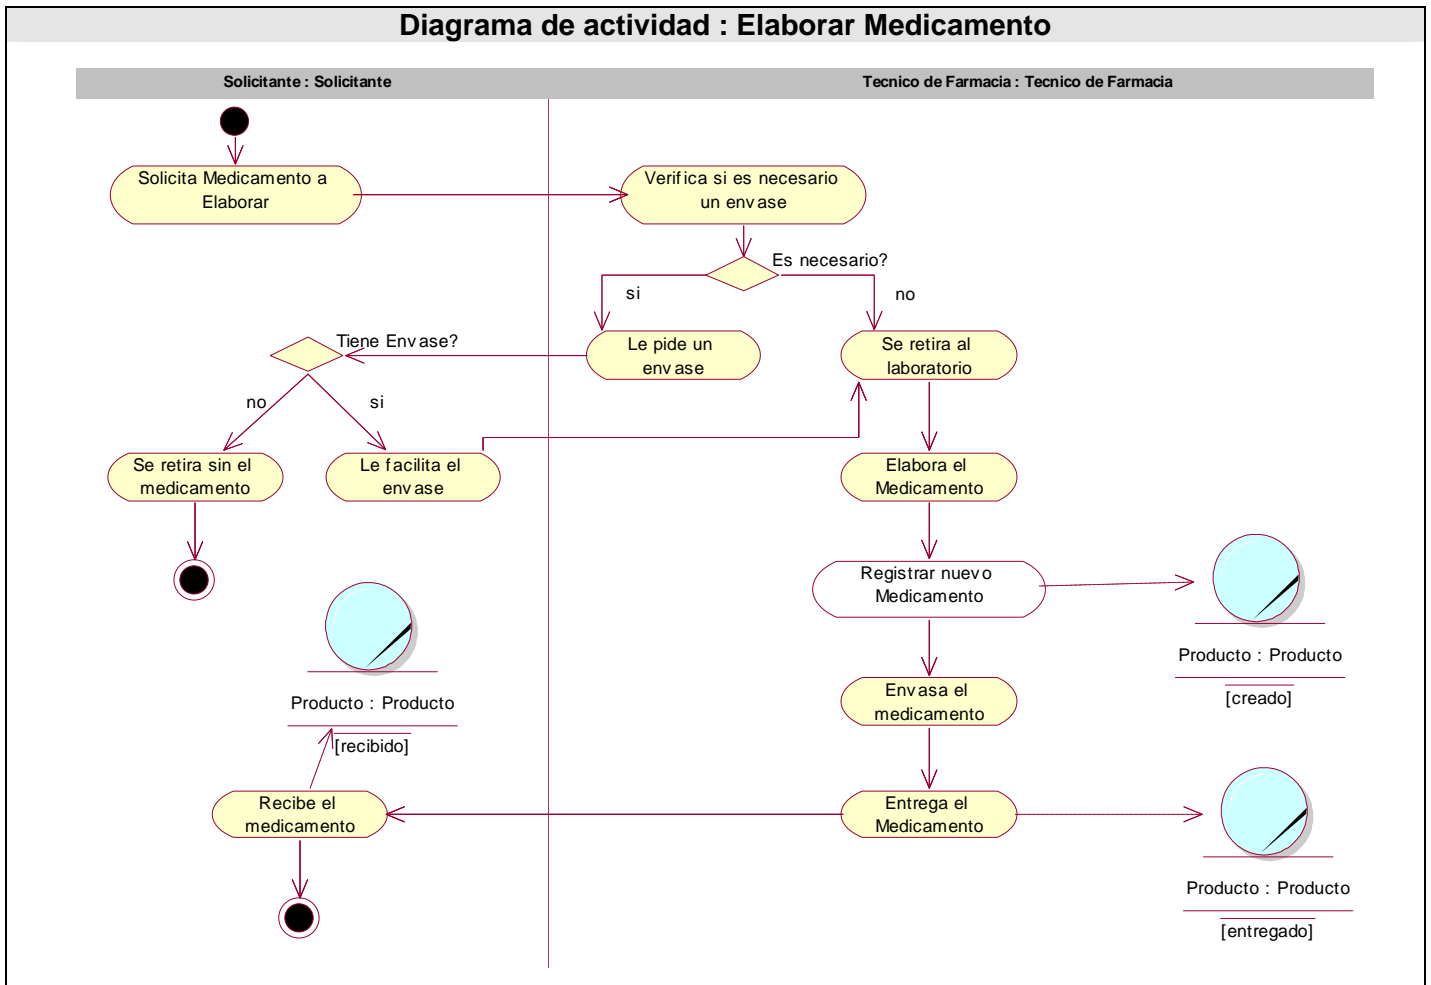 Diagrama de actividad : Elaborar Medicamento
Solicitante : Solicitante
Tecnico de Farmacia : Tecnico de Farmacia
Solicita Medicamento a
Elaborar
Verifica si es necesario
un envase
Es necesario?
si
no
Tiene Envase?
Le pide un
envase
Se retira al
laboratorio
no
si
Se retira sin el
medicamento
Le facilita el
envase
Elabora el
Medicamento
Registrar nuevo
Medicamento
Producto : Producto
[creado]
Producto : Producto
[recibido]
Envasa el
medicamento
Recibe el
medicamento
Entrega el
Medicamento
Producto : Producto
[entregado]